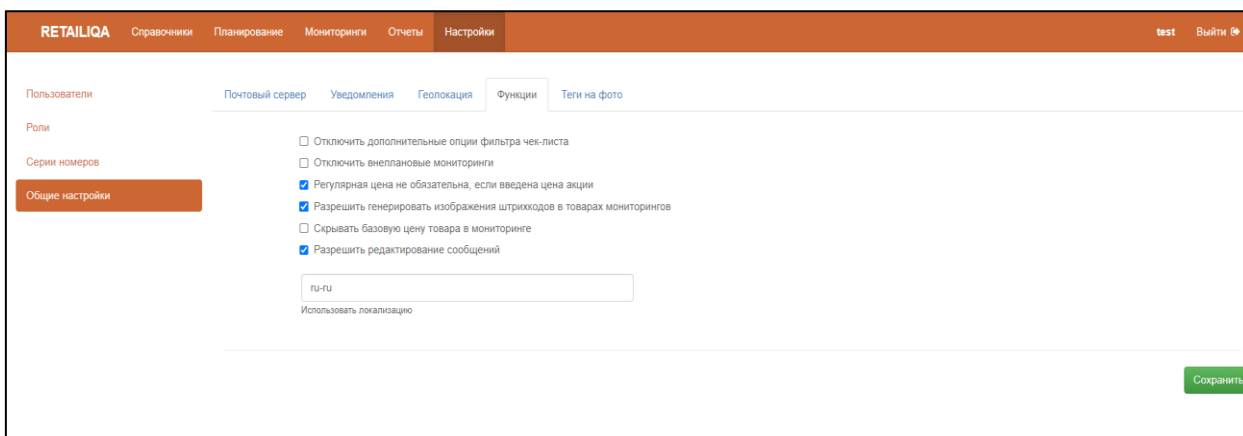 RETAILIQA Справочники Планирование Мониторинги Отчеты Настройки test Выйти
Пользователи
Роли
Серии номеров
Общие настройки
Почтовый сервер Уведомления Геолокация Функции Теги на фото
Отключить дополнительные опции фильтра чек-листа
Отключить внеплановые мониторинги
Регулярная цена не обязательна, если введена цена акции
Разрешить генерировать изображения штрихкодов в товарах мониторингов
Скрывать базовую цену товара в мониторинге
Разрешить редактирование сообщений
ru-ru
Использовать локализацию
Сохранить